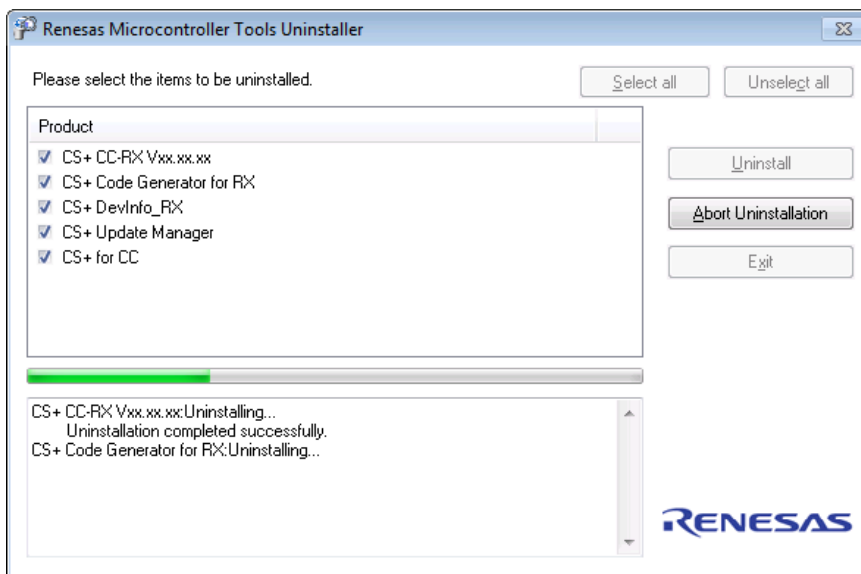 Renesas Microcontroller Tools Uninstaller
Please select the items to be uninstalled.
Select all
Unselect all
Product
CS+ CC-RX Vxx.xx.xx
CS+ Code Generator for RX
CS+ DevInfo_RX
CS+ Update Manager
CS+ for CC
Uninstall
Abort Uninstallation
Exit
CS+ CC-RX Vxx.xx.xx:Uninstalling...
Uninstallation completed successfully.
CS+ Code Generator for RX:Uninstalling...
RENESAS